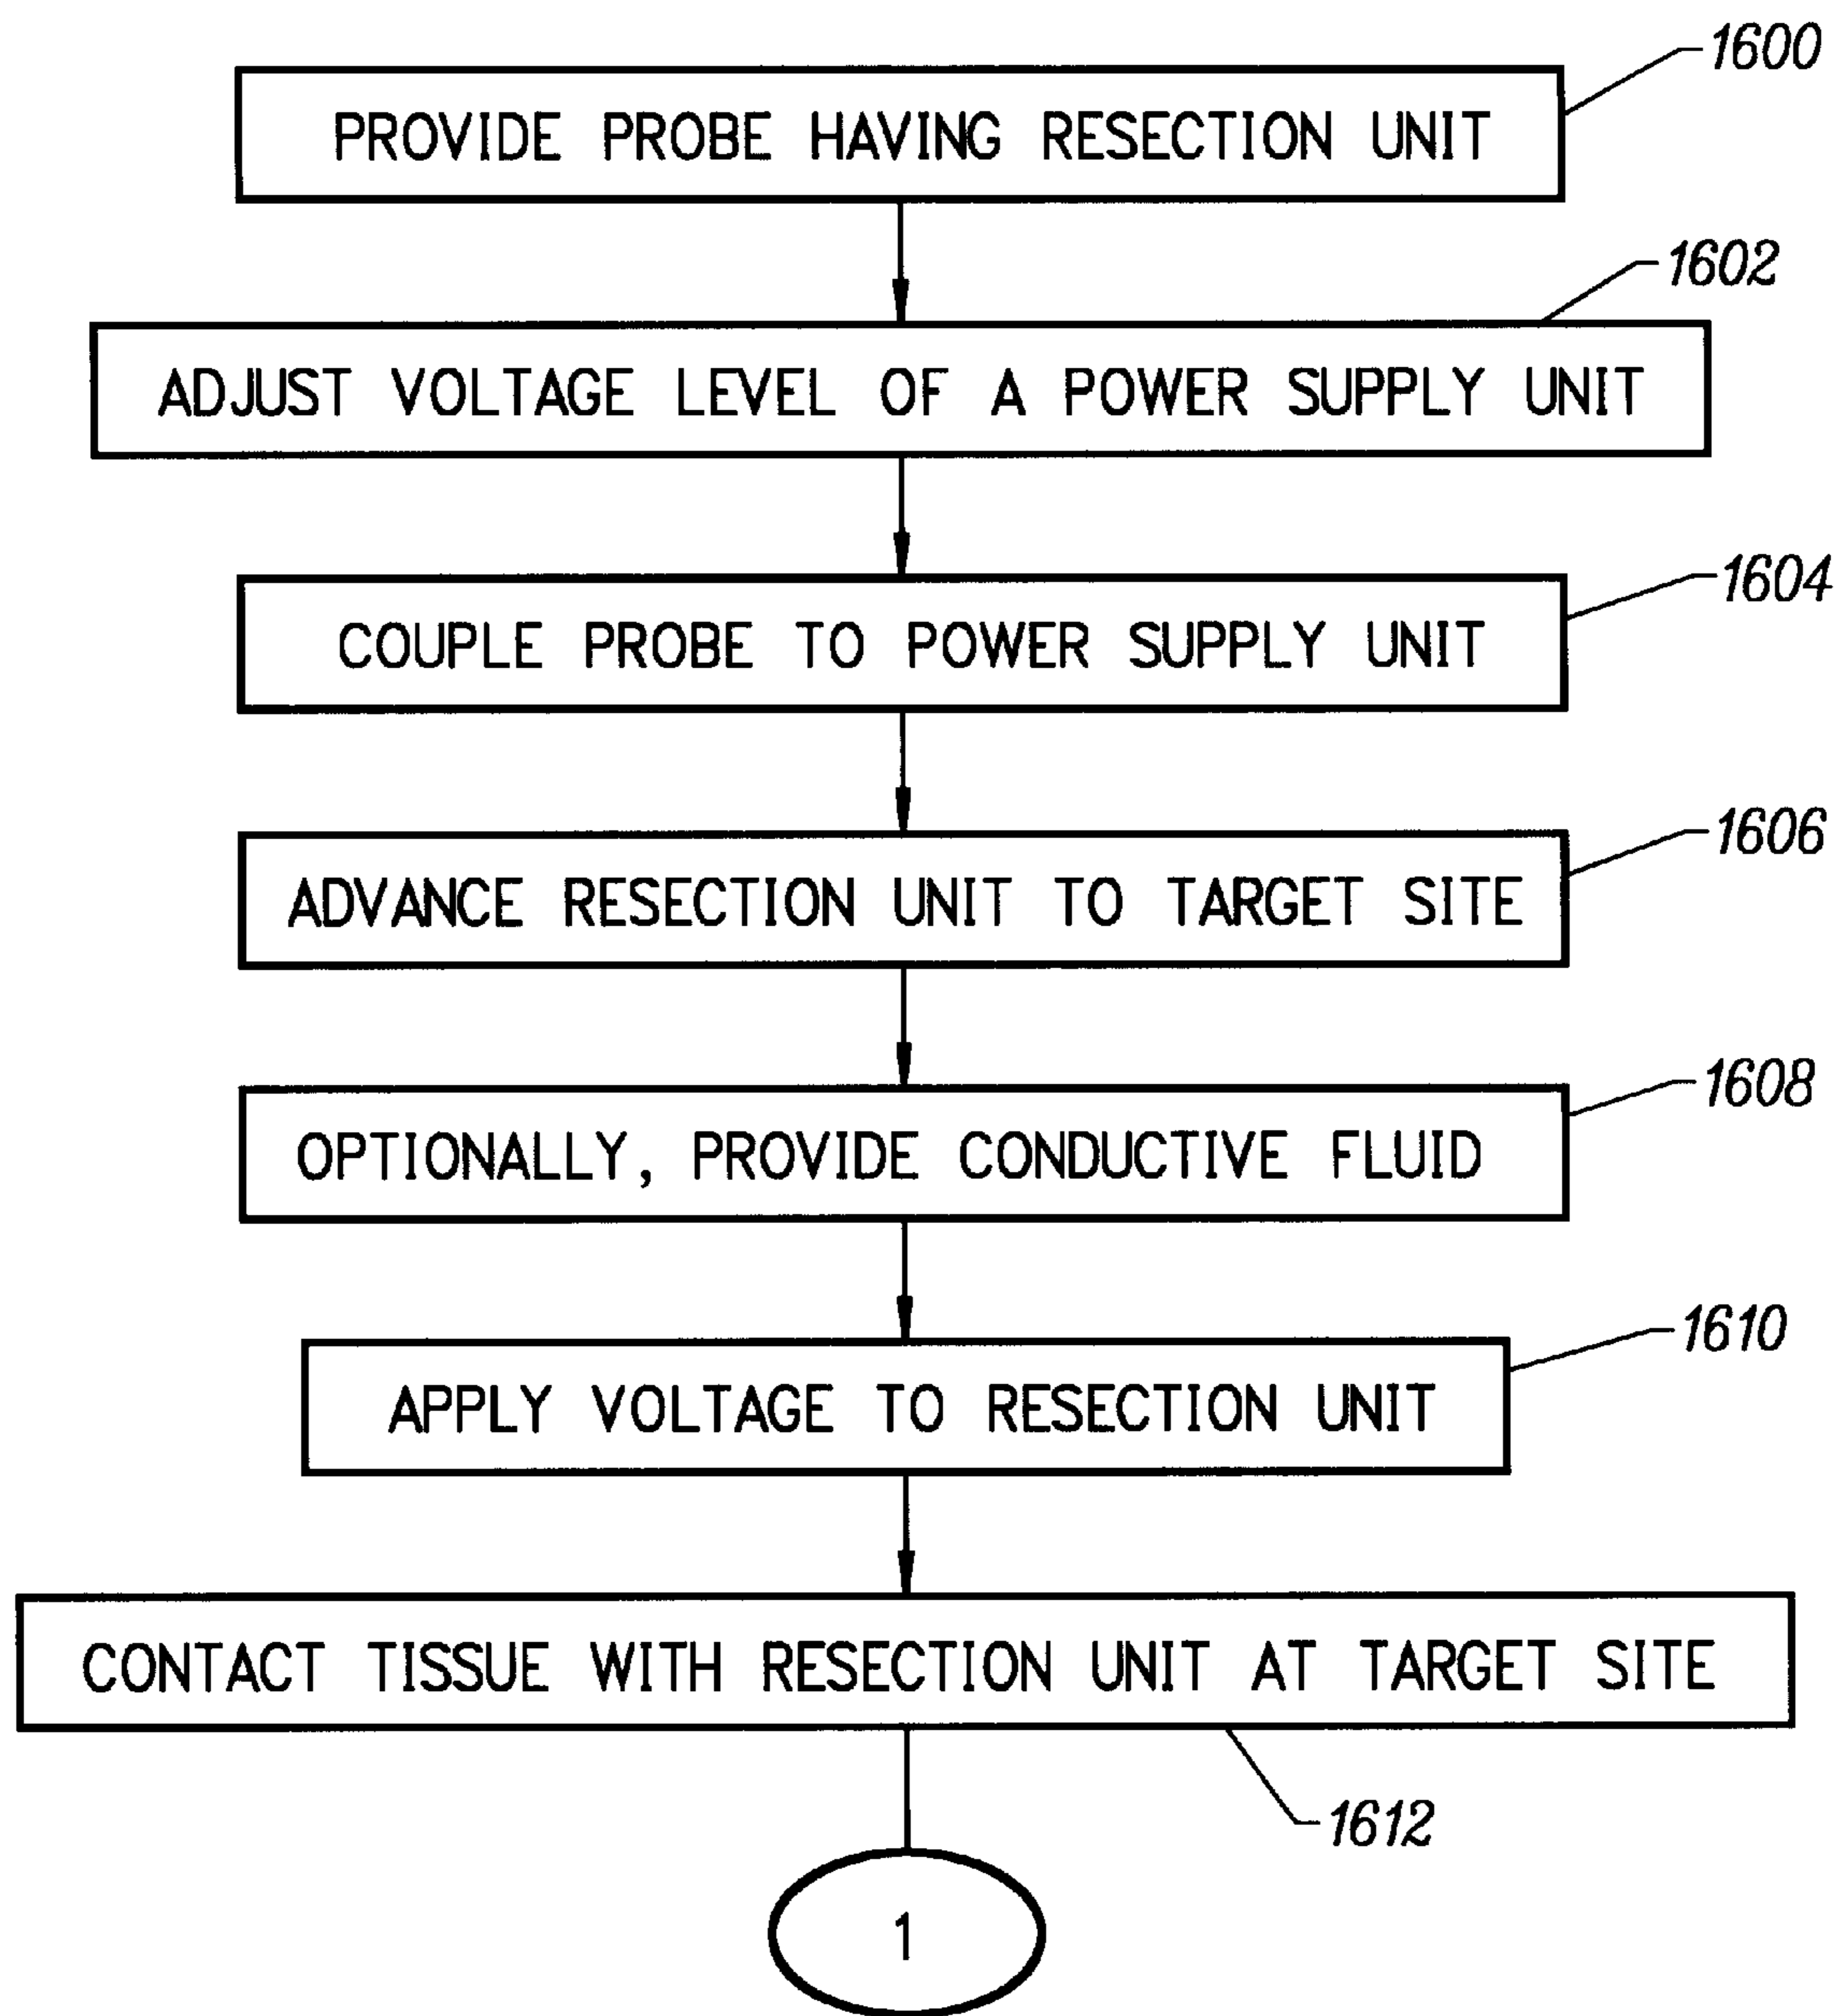 1600
PROVIDE PROBE HAVING RESECTION UNIT
1602
ADJUST VOLTAGE LEVEL OF A POWER SUPPLY UNIT
1604
COUPLE PROBE TO POWER SUPPLY UNIT
1606
ADVANCE RESECTION UNIT TO TARGET SITE
1608
OPTIONALLY, PROVIDE CONDUCTIVE FLUID
1610
APPLY VOLTAGE TO RESECTION UNIT
CONTACT TISSUE WITH RESECTION UNIT AT TARGET SITE
1612
1